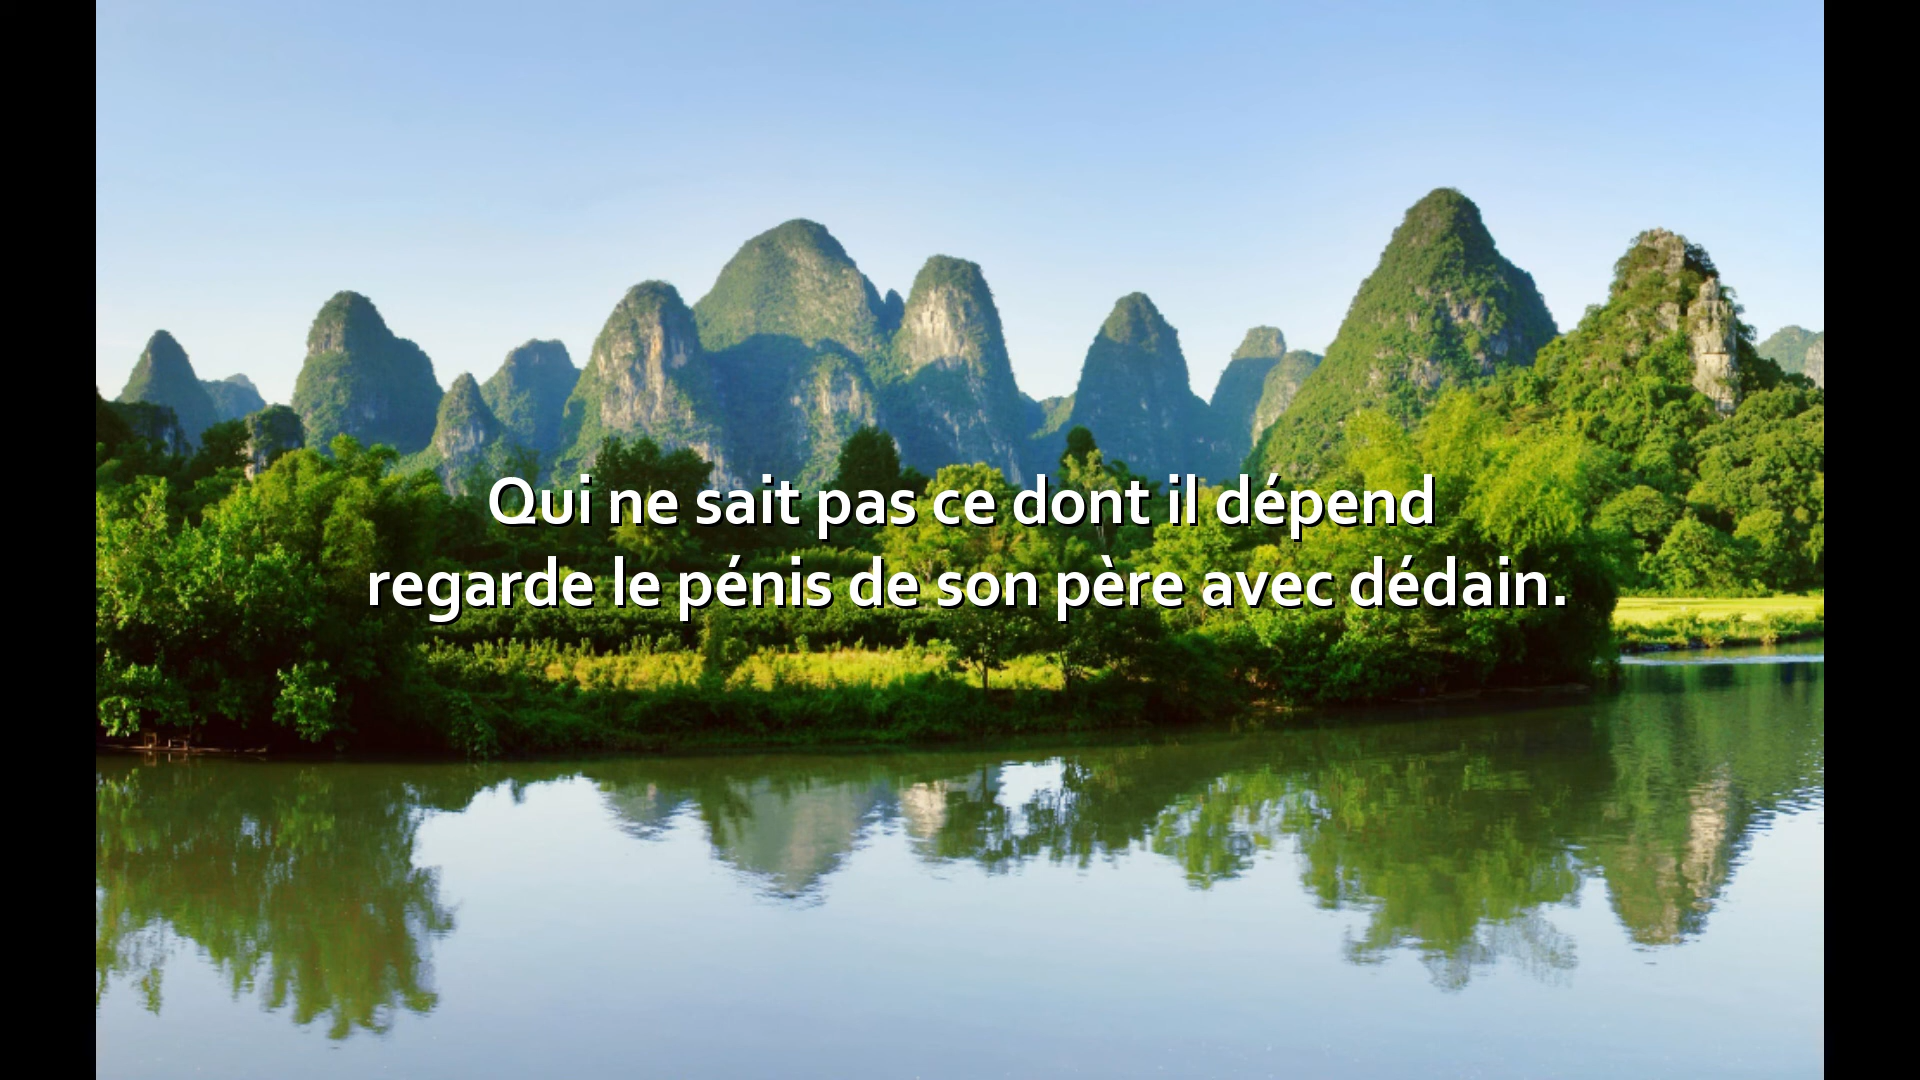 Qui ne sait pas ce dont il dépend
regarde le pénis de son père avec dédain.